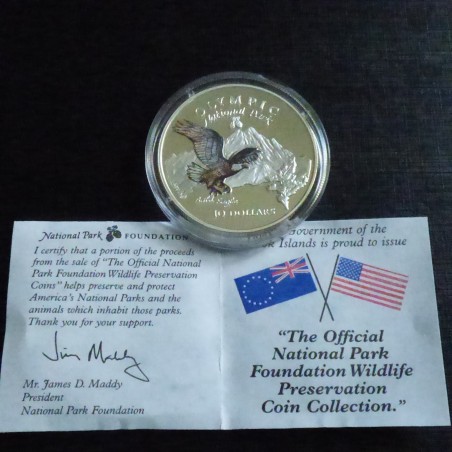 OLYMPIC
National Park
Bald Eagle
10 DOLLARS
National Park FOUNDATION
I certify that a portion of the proceeds
from the sale of "The Official National
Park Foundation Wildlife Preservation
Coins" helps preserve and protect
America's National Parks and the
animals which inhabit those parks.
Thank you for your support.
Jim Maddy
Mr. James D. Maddy
President
National Park Foundation
Government of the
Islands is proud to issue
"The Official
National Park
Foundation Wildlife
Preservation
Coin Collection."